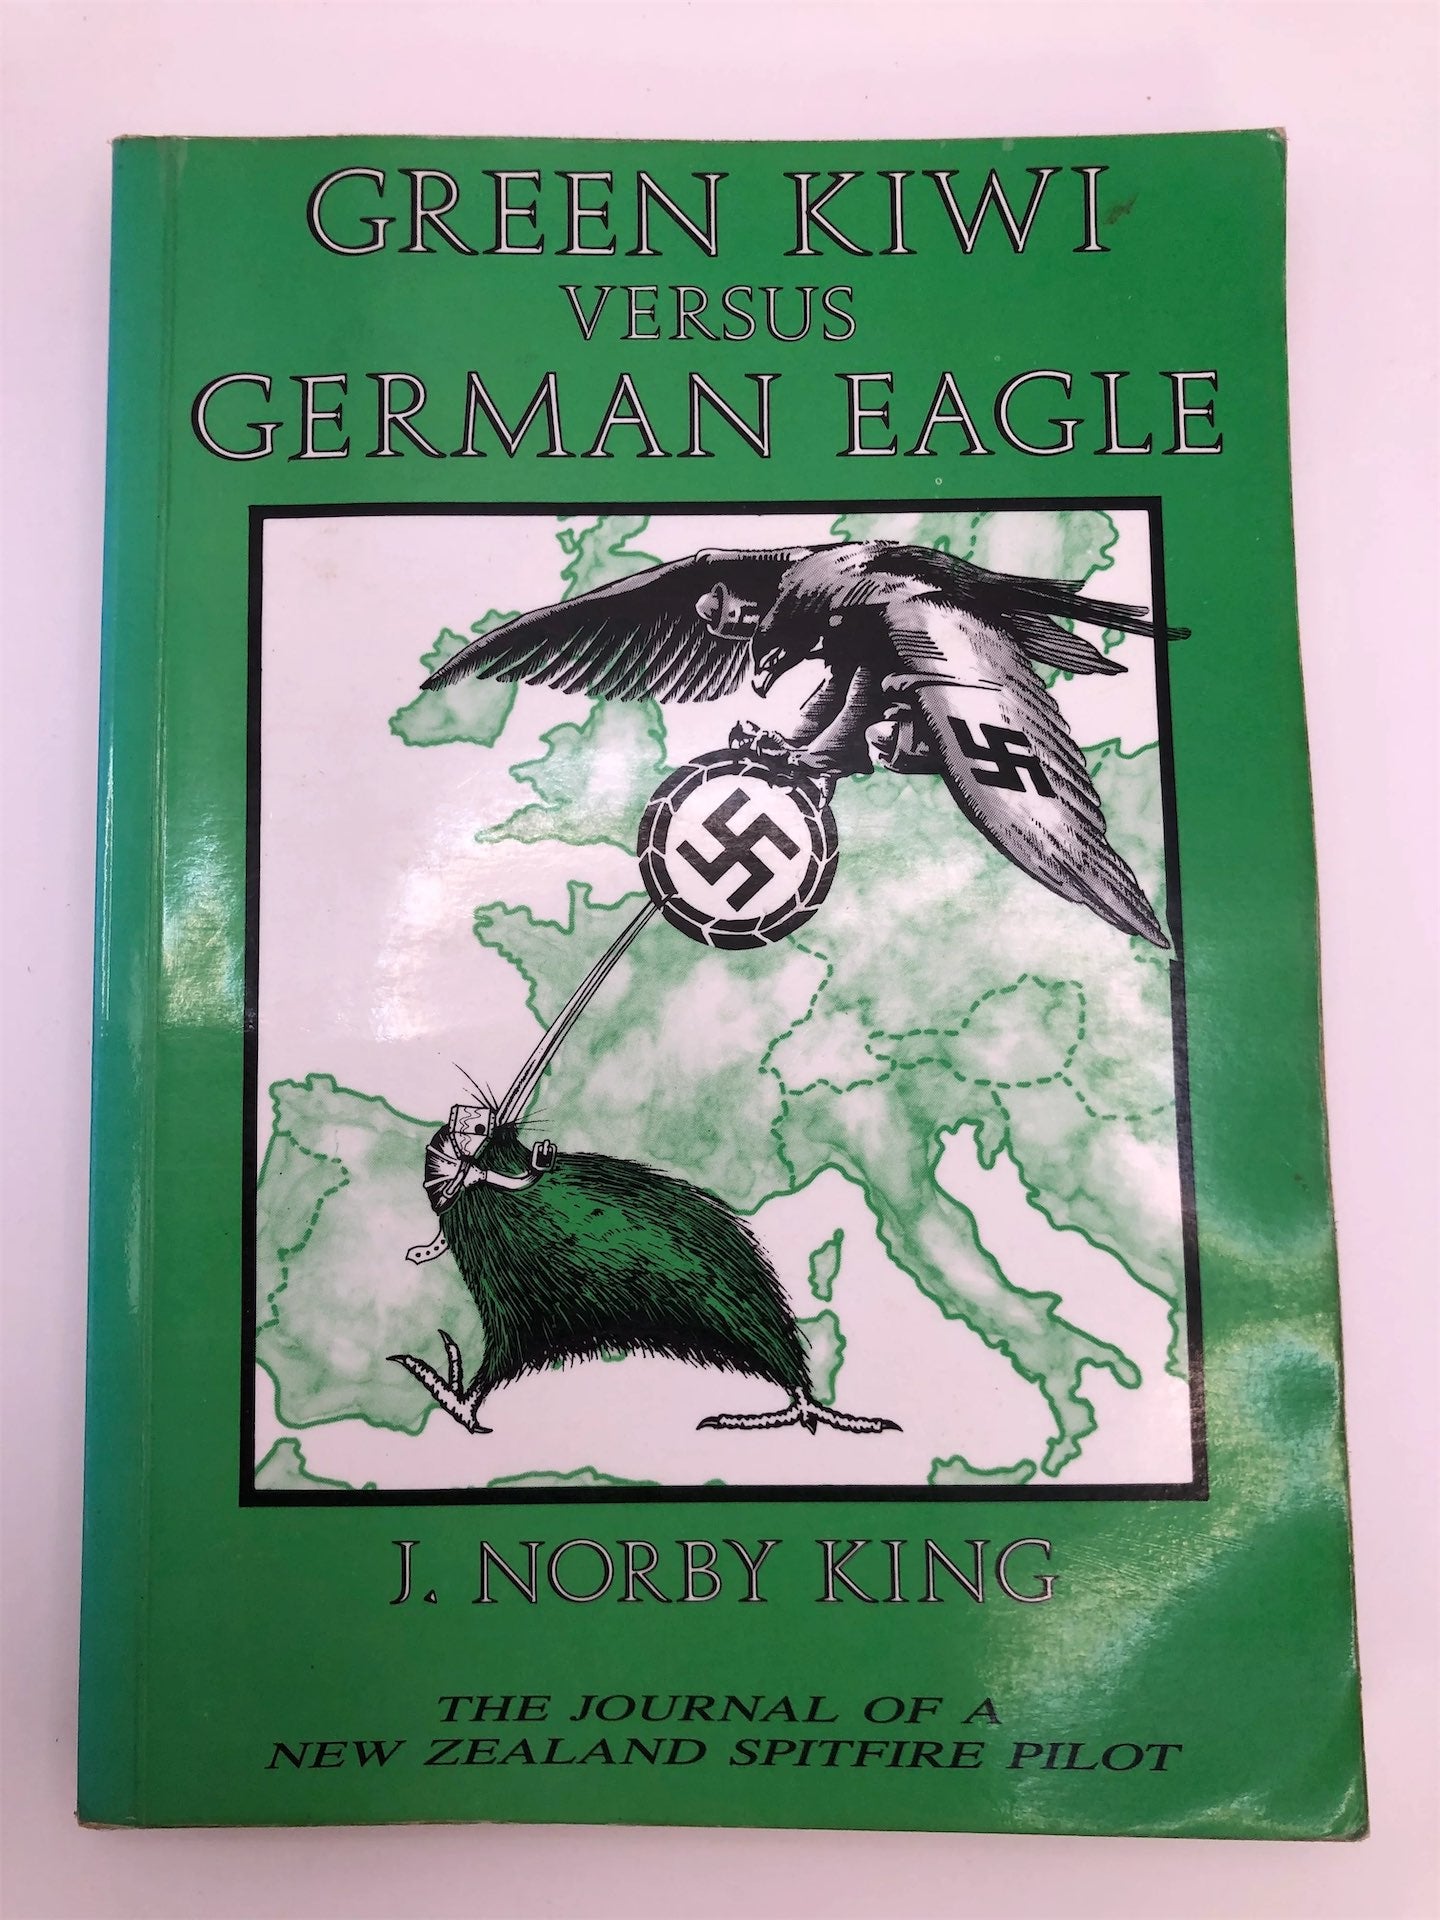 GREEN KIWI
VERSUS
GERMAN EAGLE
J. NORBY KING
THE JOURNAL OF A
NEW ZEALAND SPITFIRE PILOT